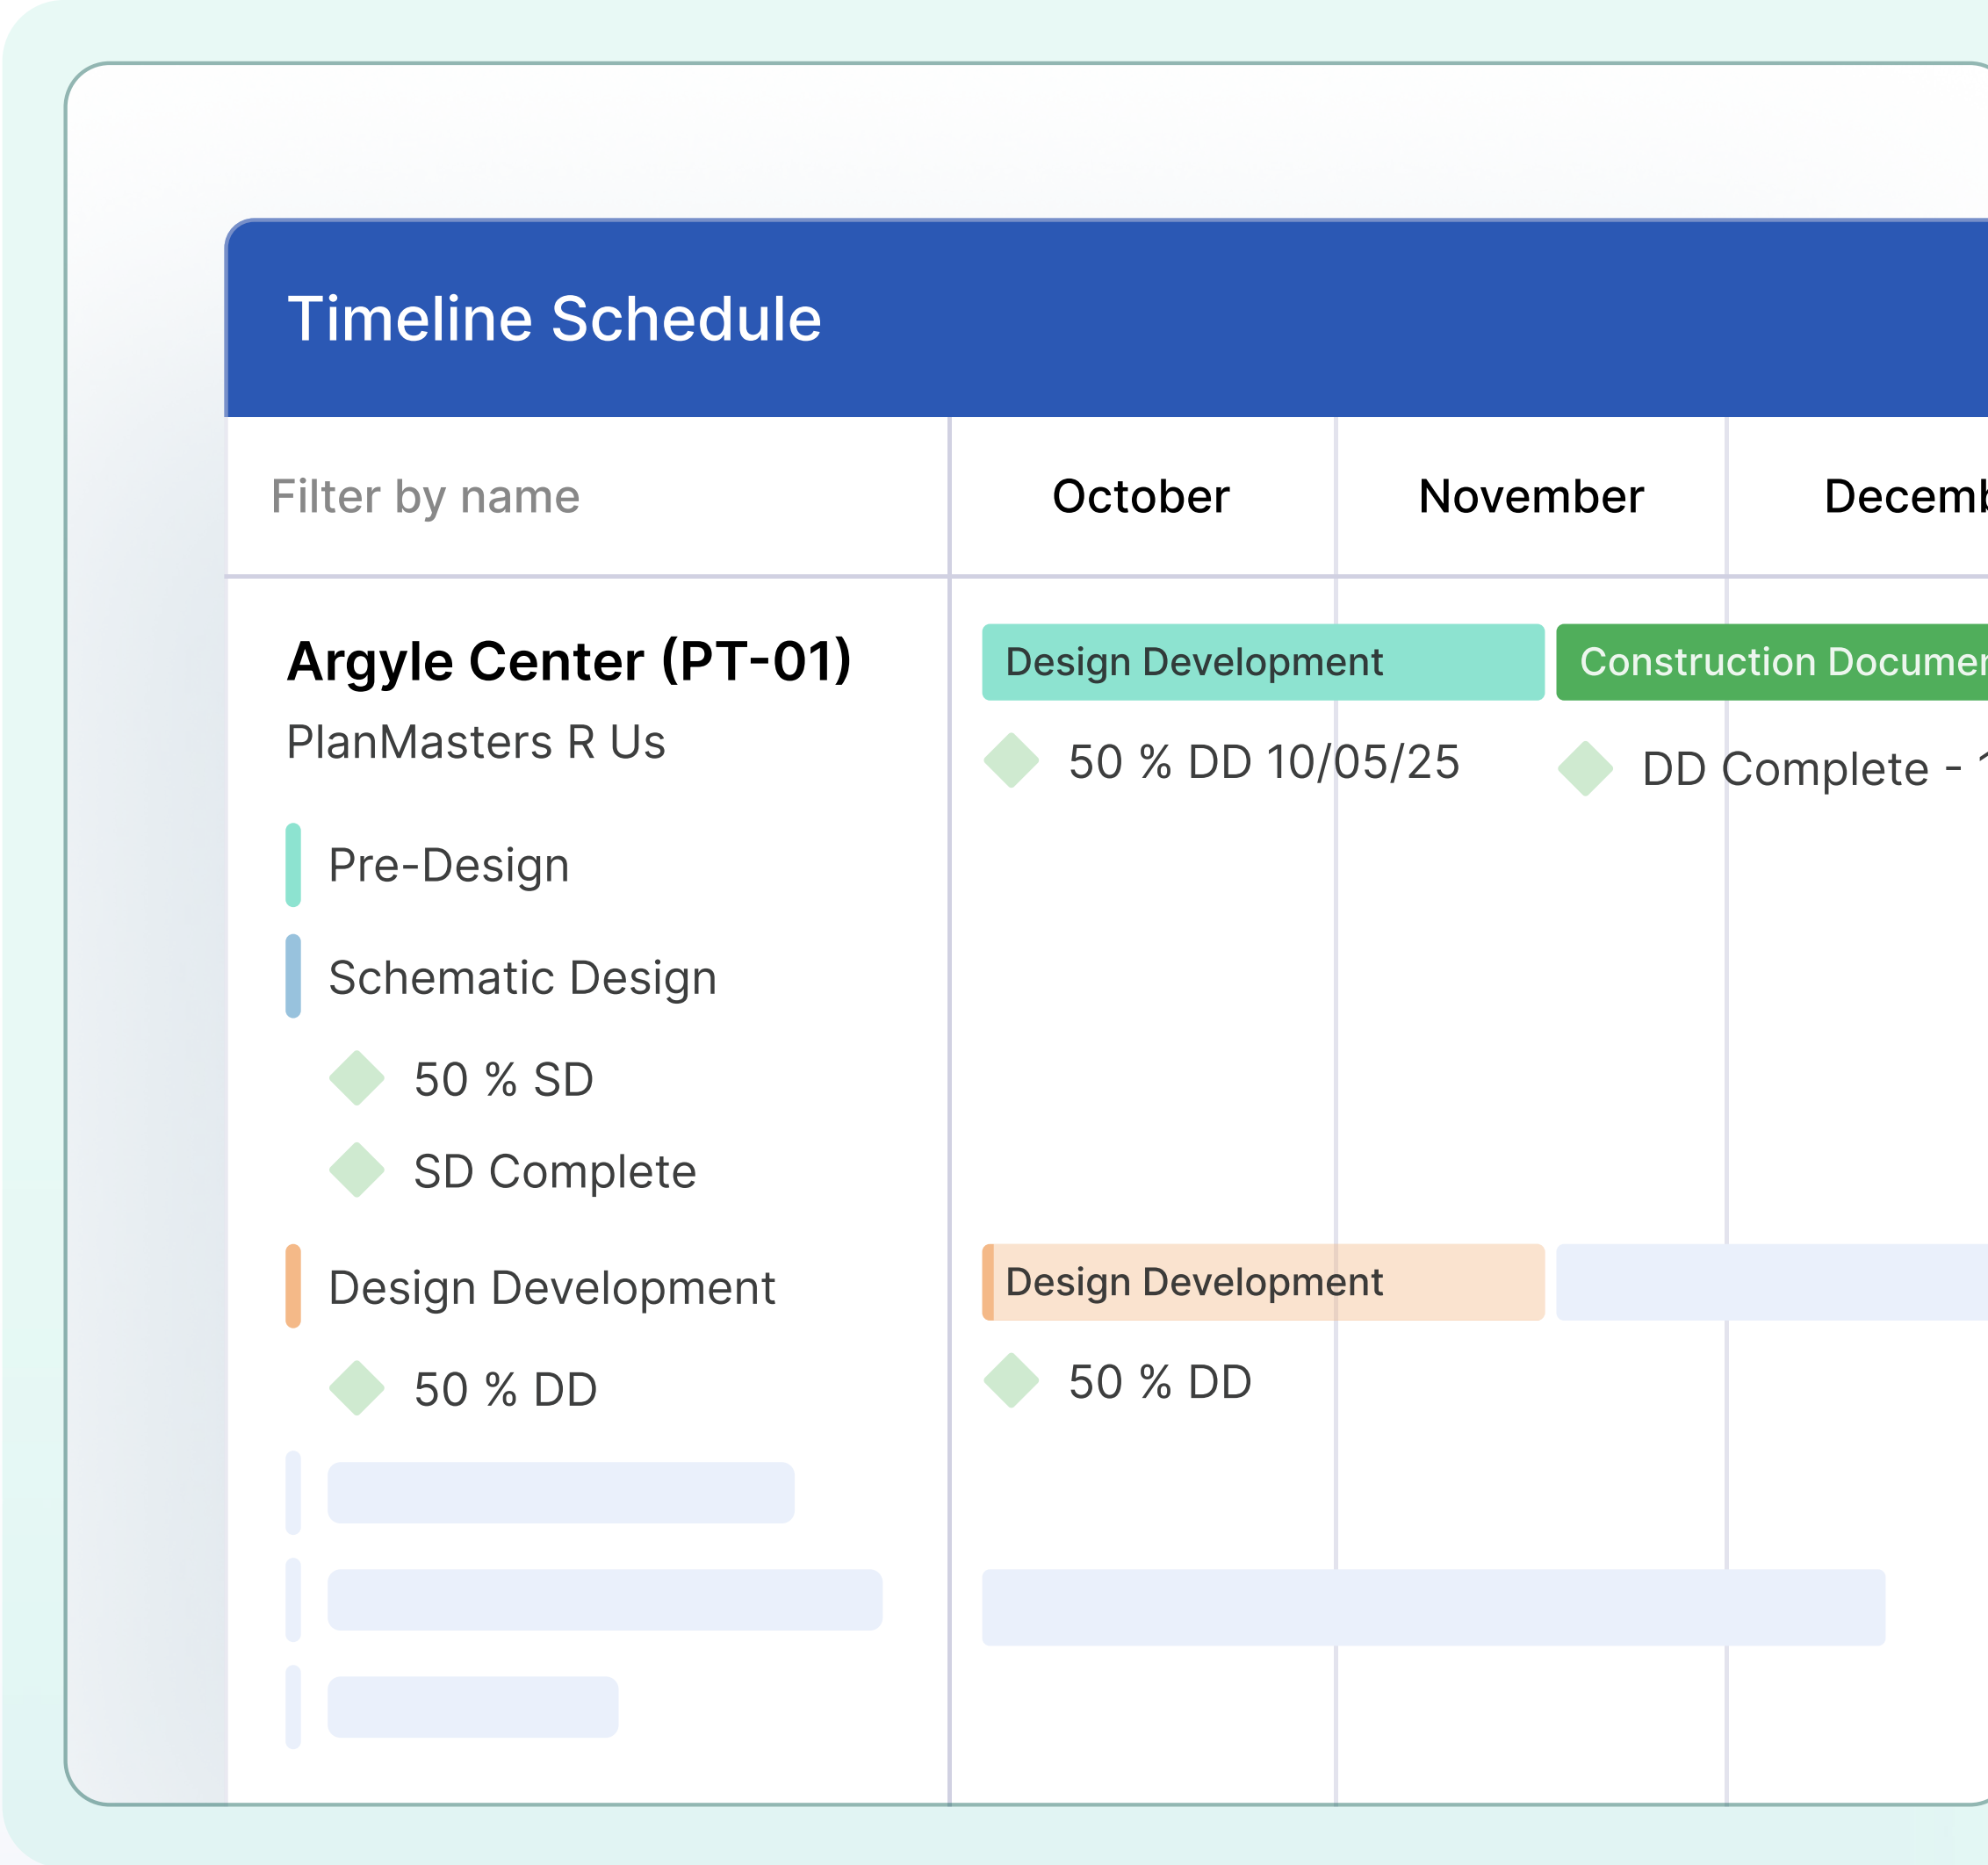 Timeline Schedule
Filter by name
October
November
Argyle Center (PT-01)
Design Development
Construction
PlanMasters R Us
50 % DD 10/05/25
DD Complete -
Pre-Design
Schematic Design
50 % SD
SD Complete
Design Development
Design Development
50 % DD
50 % DD